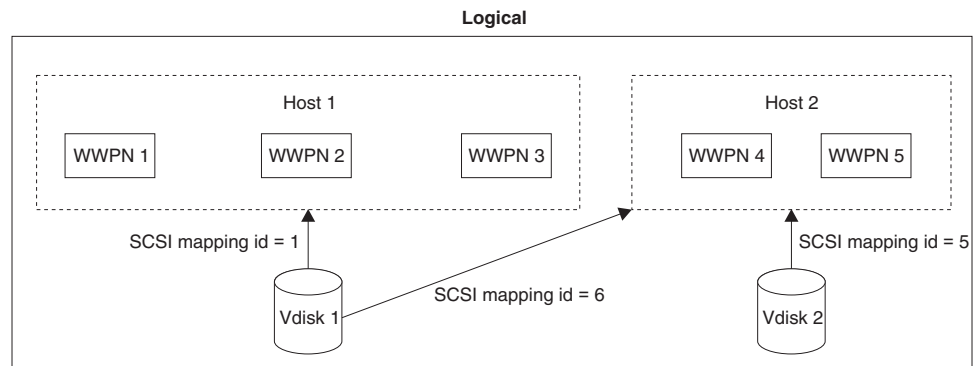 Logical
Host 1
Host 2
WWPN 1
WWPN 2
WWPN 3
WWPN 4
WWPN 5
SCSI mapping id = 1
SCSI mapping id = 5
SCSI mapping id = 6
Vdisk 1
Vdisk 2